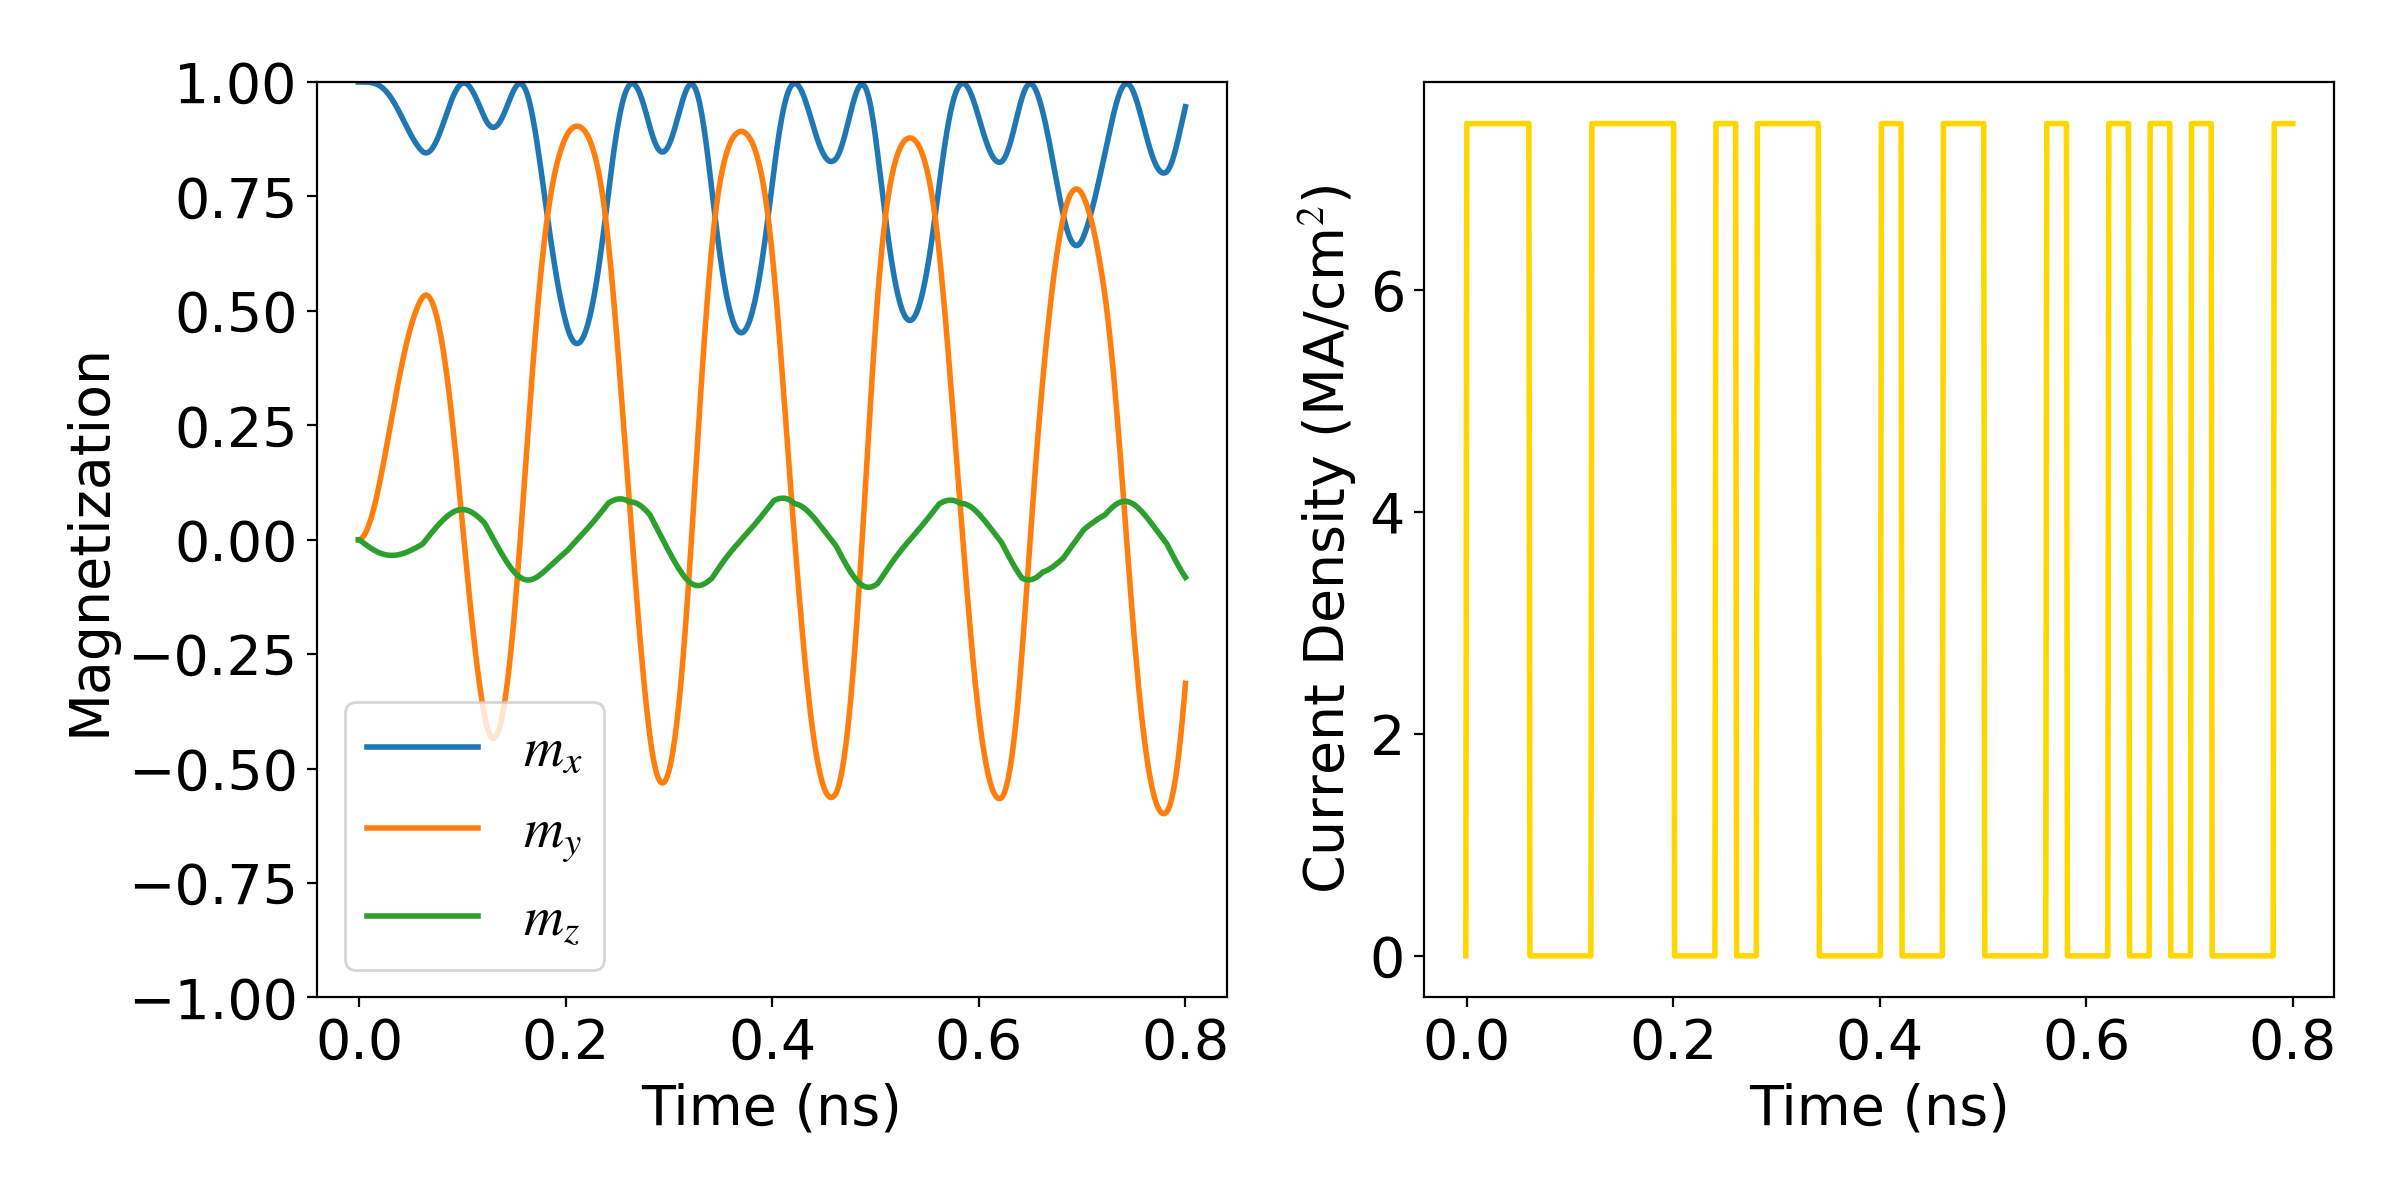 1.00
0.75
0.50
0.25
0.00
−0.25
−0.50
−0.75
−1.00
Magnetization
m_x
m_y
m_z
0.0 0.2 0.4 0.6 0.8
Time (ns)
6
4
2
0
Current Density (MA/cm²)
0.0 0.2 0.4 0.6 0.8
Time (ns)